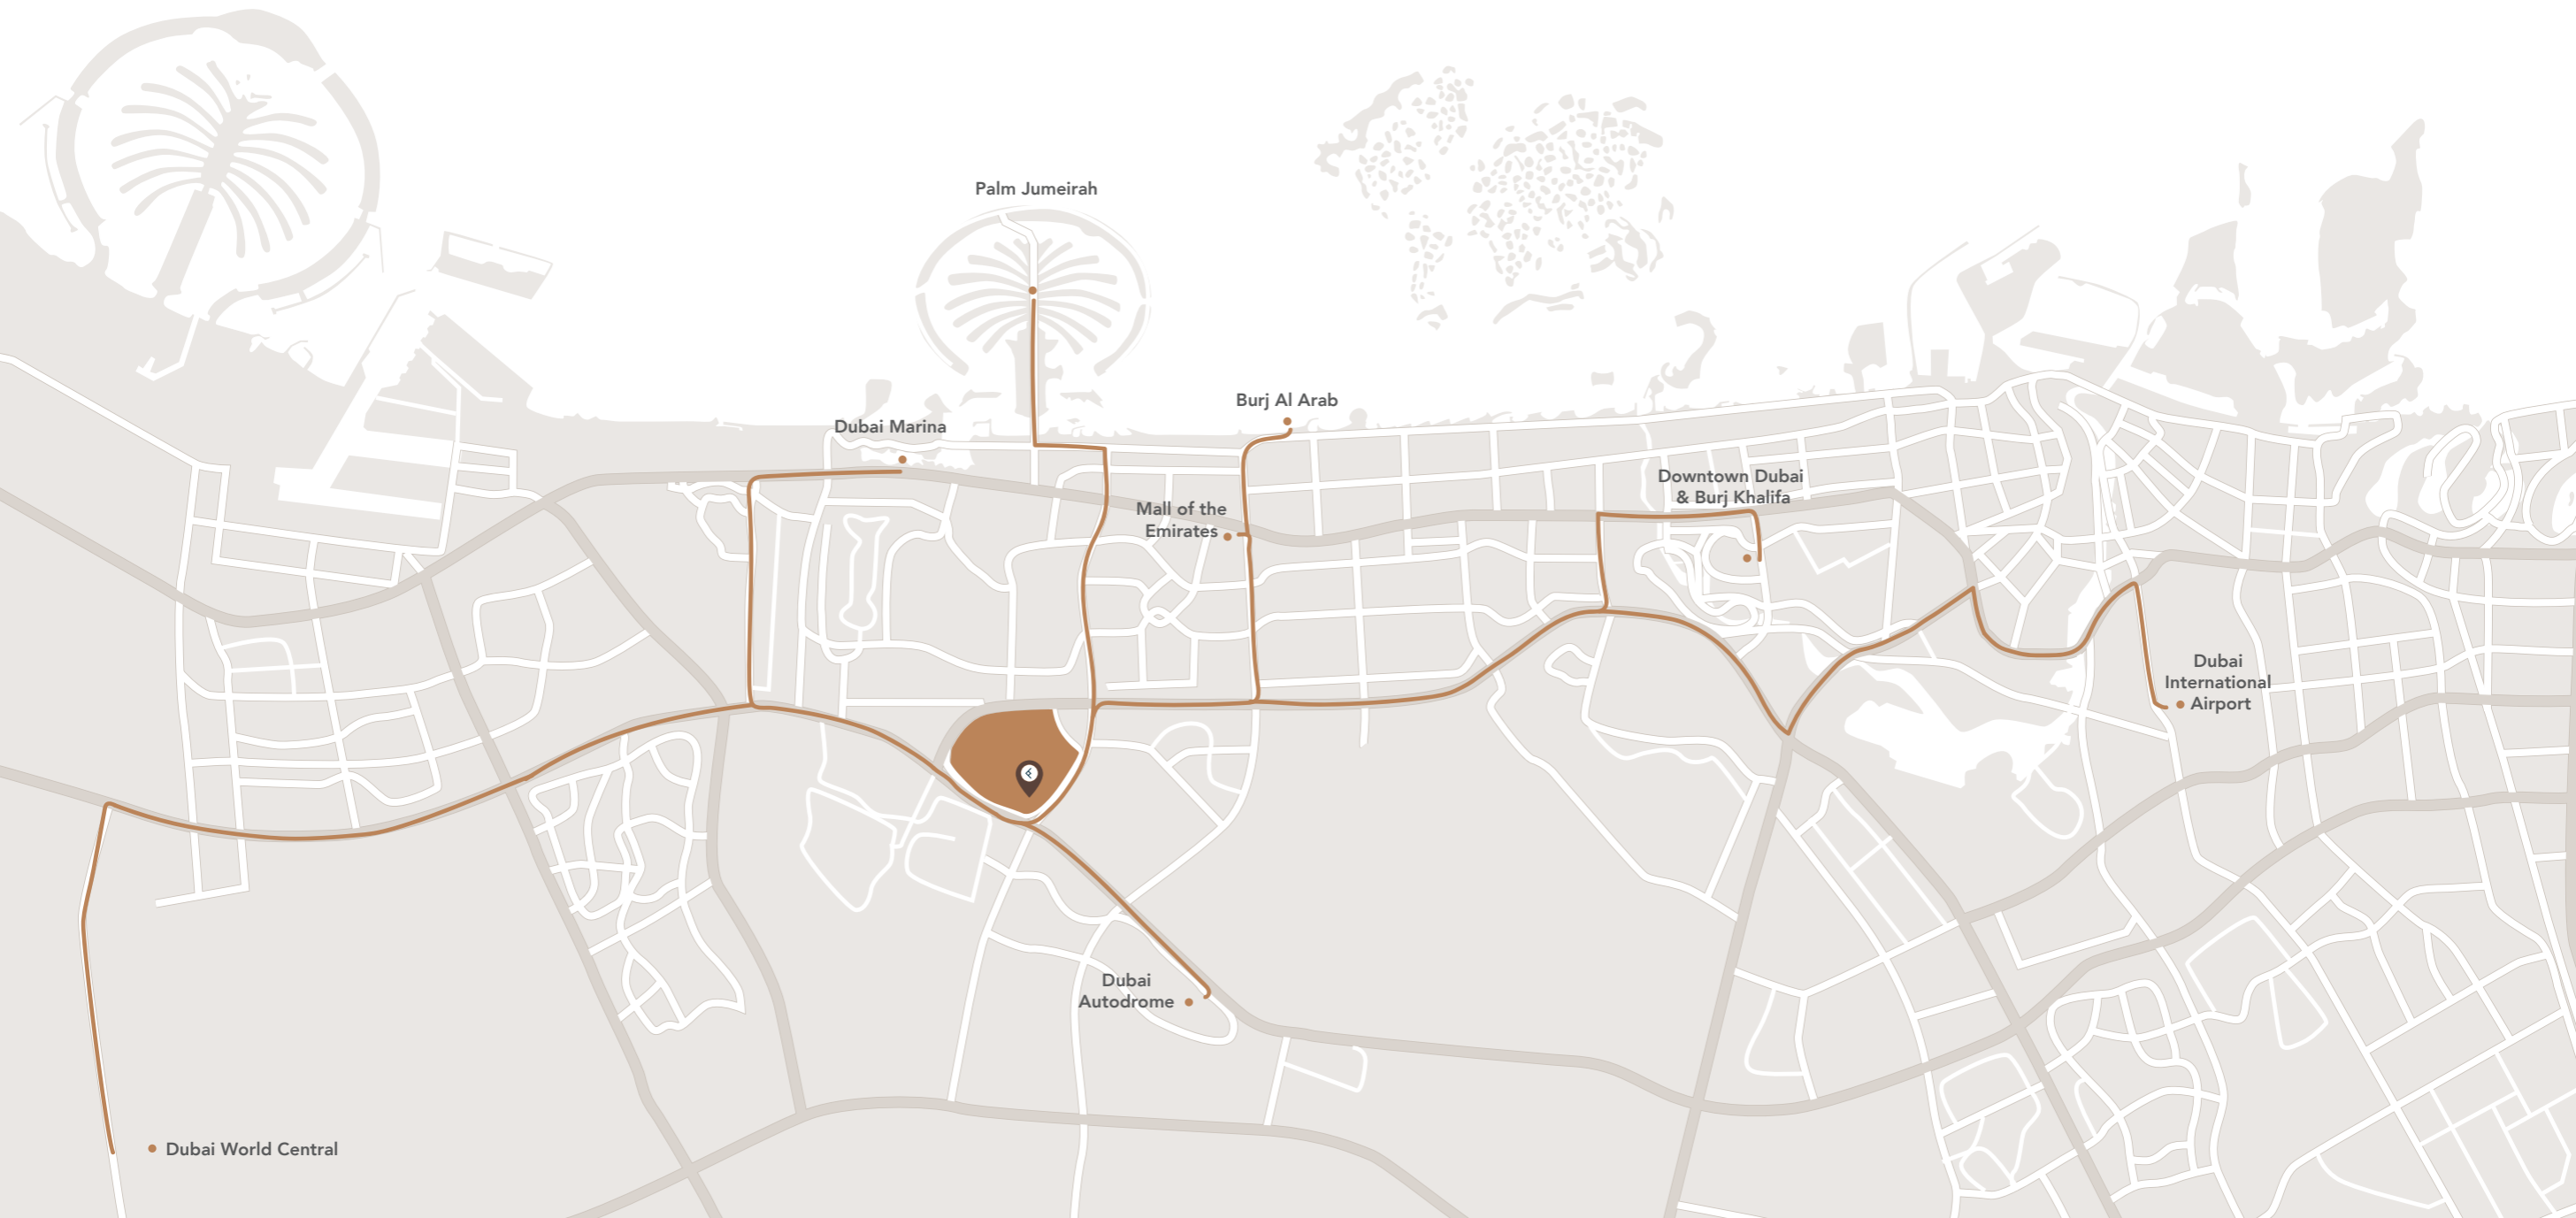 Palm Jumeirah
Burj Al Arab
Dubai Marina
Downtown Dubai
& Burj Khalifa
Mall of the
Emirates
Dubai
International
Airport
Dubai
Autodrome
Dubai World Central